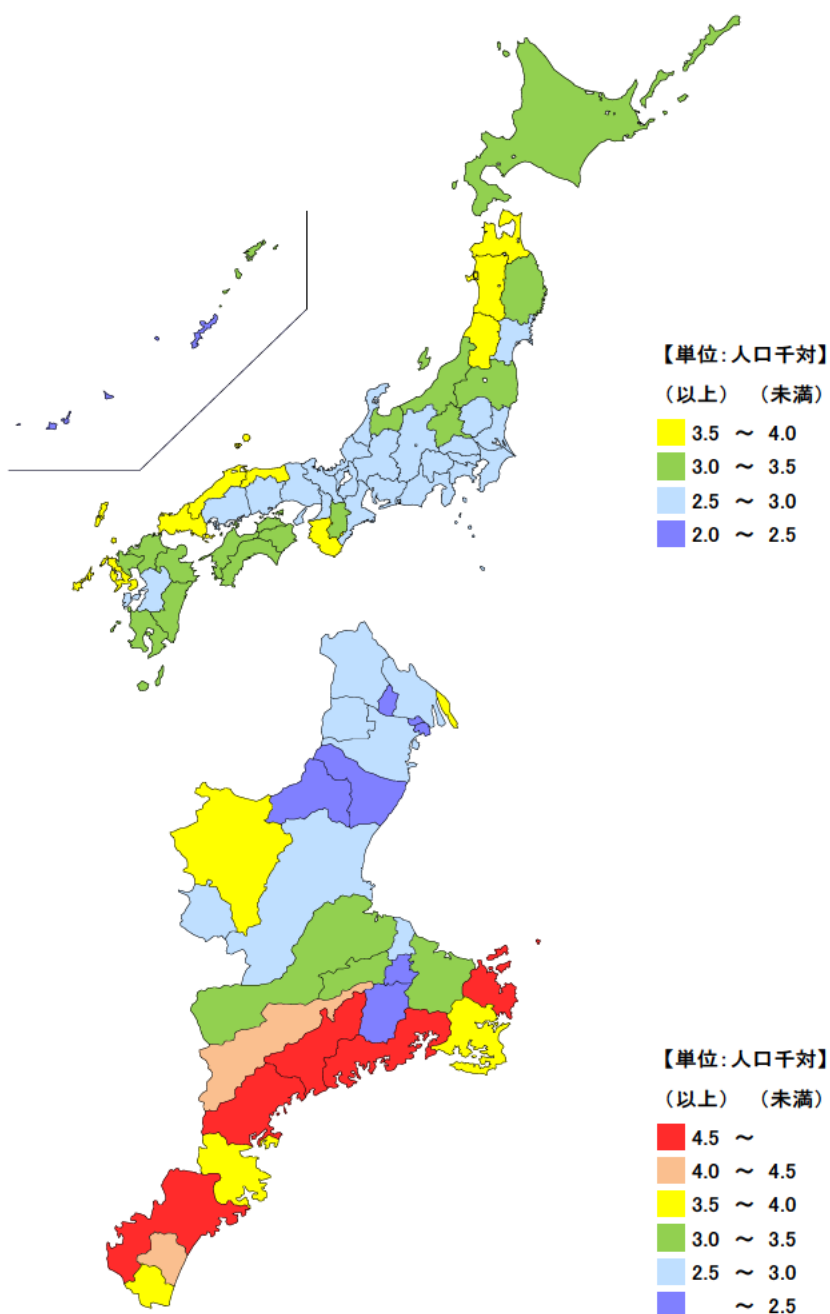 【単位:人口千対】
（以上） （未満）
3.5 ～ 4.0
3.0 ～ 3.5
2.5 ～ 3.0
2.0 ～ 2.5
【単位:人口千対】
（以上） （未満）
4.5 ～
4.0 ～ 4.5
3.5 ～ 4.0
3.0 ～ 3.5
2.5 ～ 3.0
～ 2.5